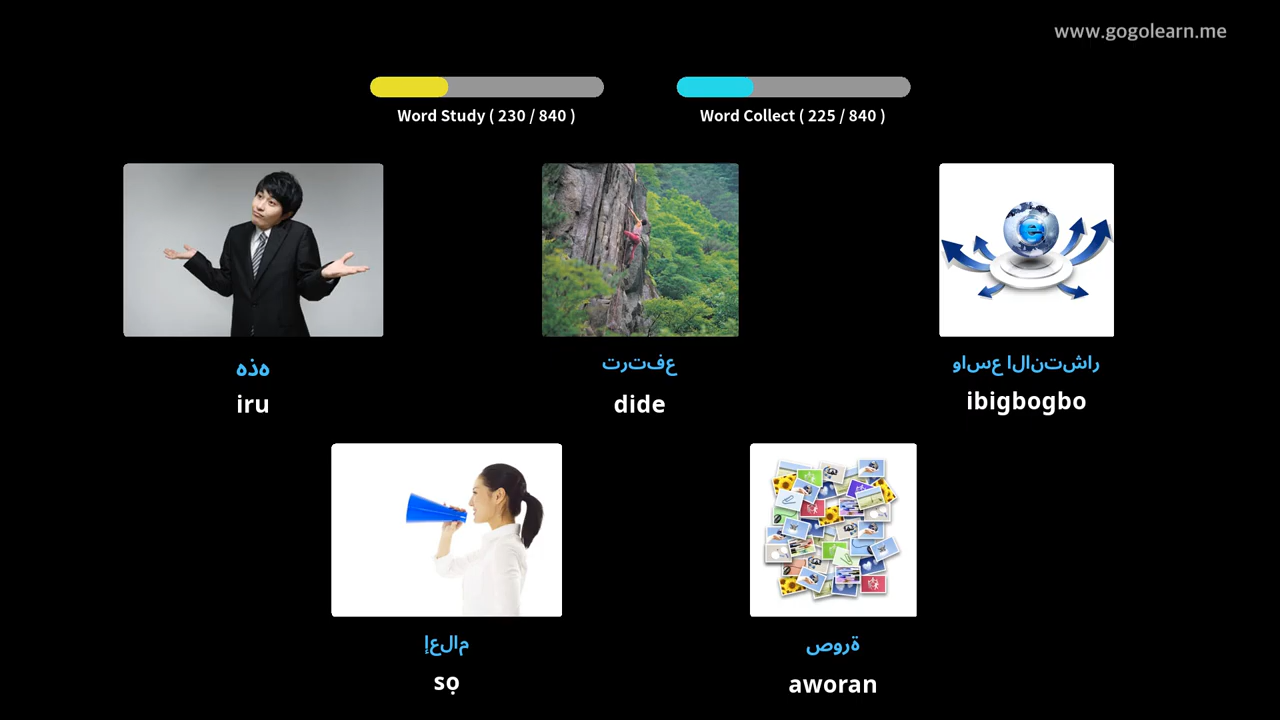 www.gogolearn.me
Word Study ( 230 / 840 )
Word Collect ( 225 / 840 )
هذه
iru
عفترت
dide
راشتنالا عساو
ibigbogbo
مالعإ
sọ
ةروص
aworan